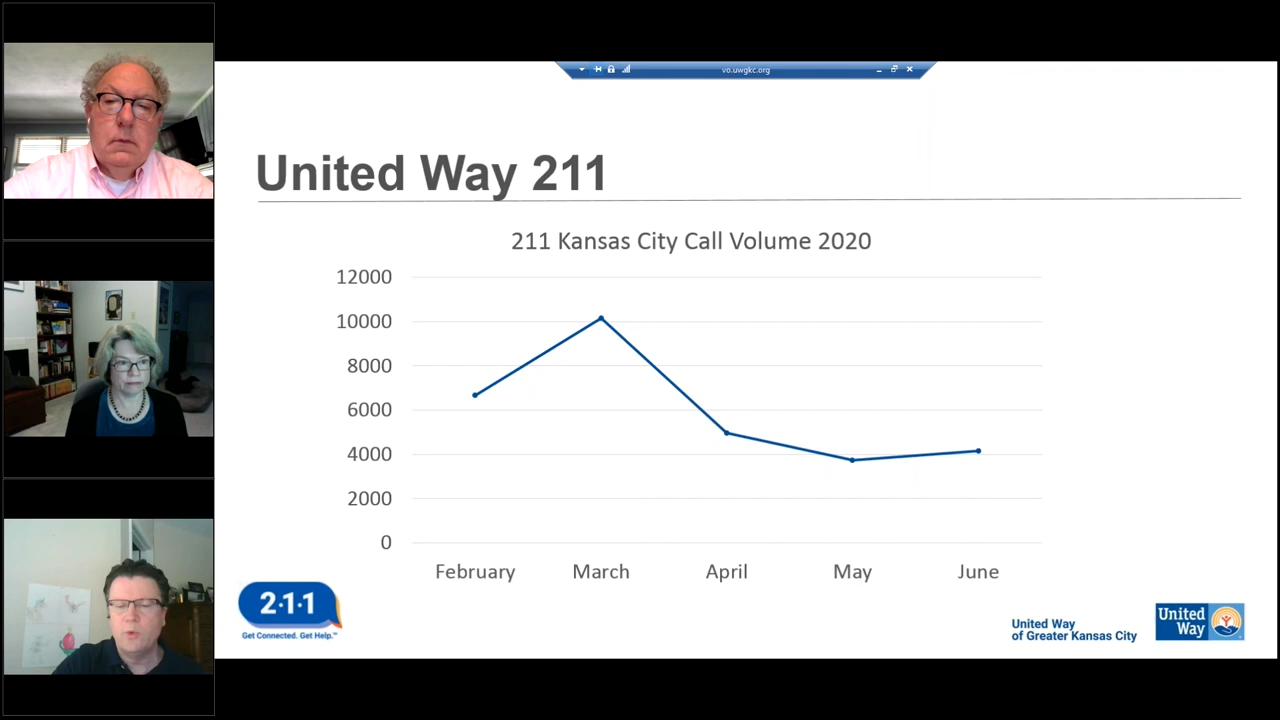 vo.uwgkc.org
United Way 211
211 Kansas City Call Volume 2020
12000
10000
8000
6000
4000
2000
0
February March April May June
2·1·1
Get Connected. Get Help.™
United Way
of Greater Kansas City
United
Way